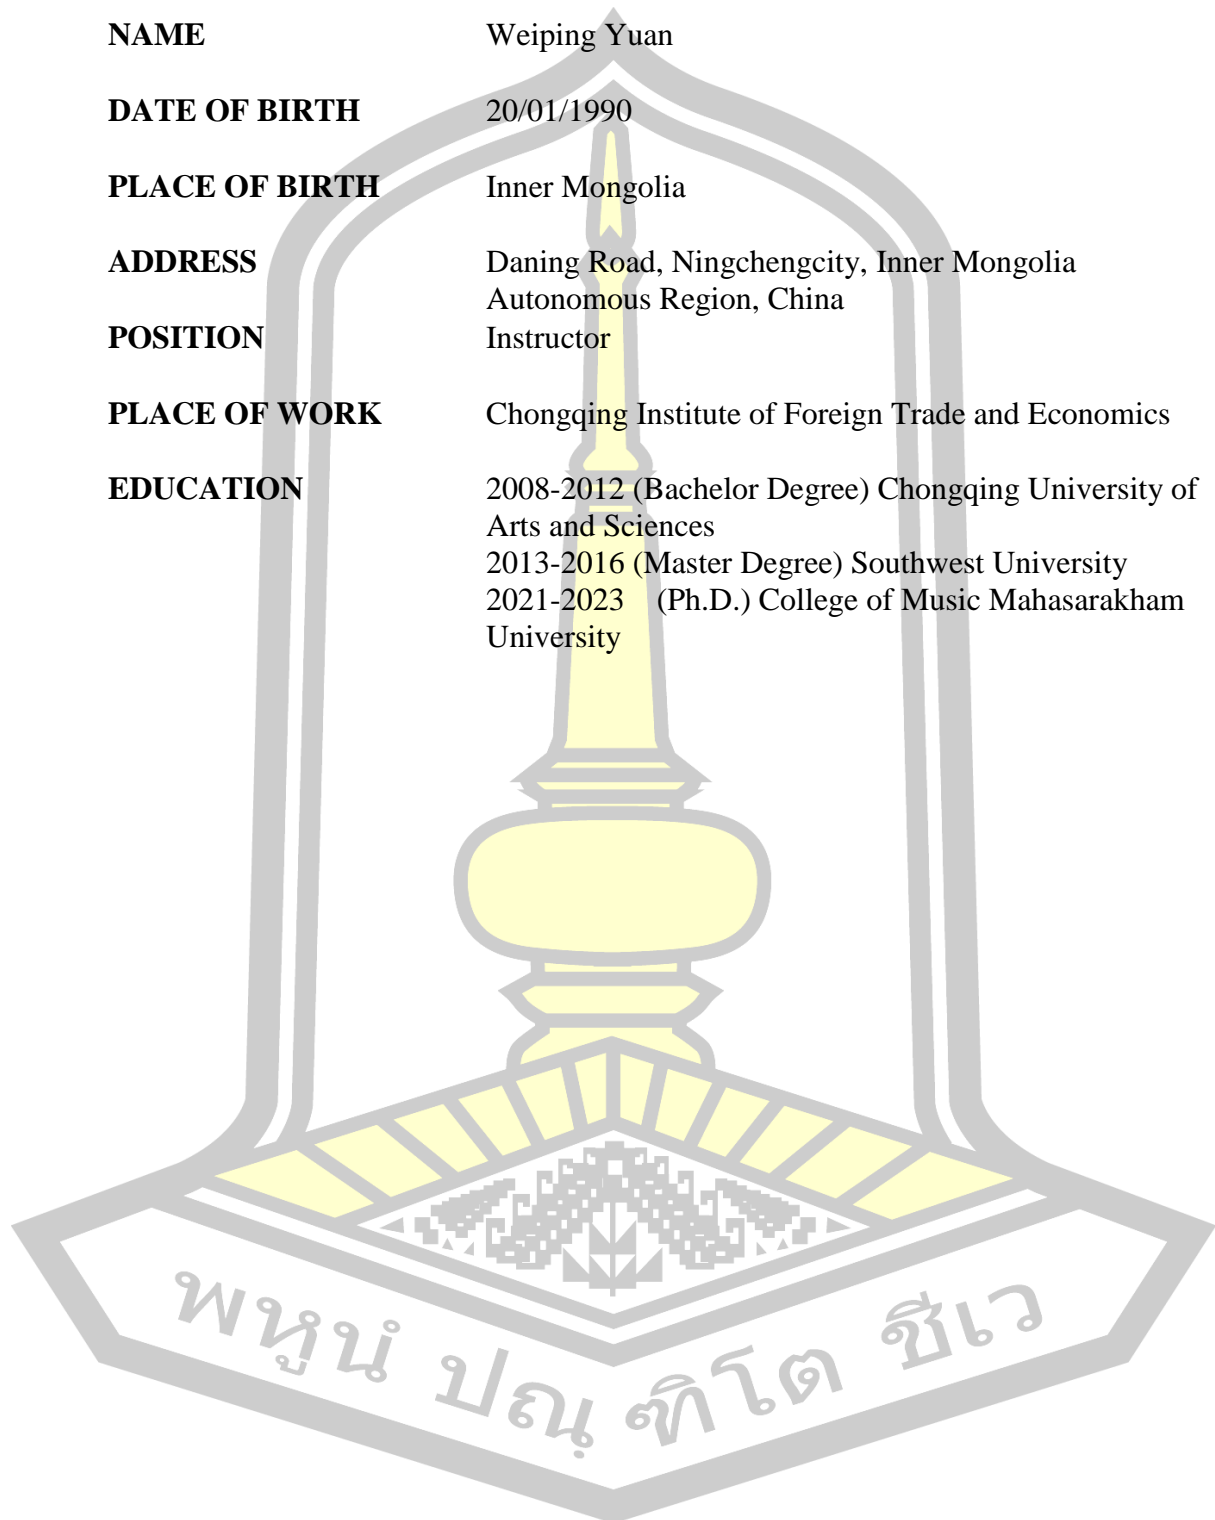 NAME Weiping Yuan
DATE OF BIRTH 20/01/1990
PLACE OF BIRTH Inner Mongolia
ADDRESS Daning Road, Ningchengcity, Inner Mongolia
Autonomous Region, China
POSITION Instructor
PLACE OF WORK Chongqing Institute of Foreign Trade and Economics
EDUCATION 2008-2012 (Bachelor Degree) Chongqing University of
Arts and Sciences
2013-2016 (Master Degree) Southwest University
2021-2023 (Ph.D.) College of Music Mahasarakham
University
พหูนํ ปณฺฑิโต ชีเว